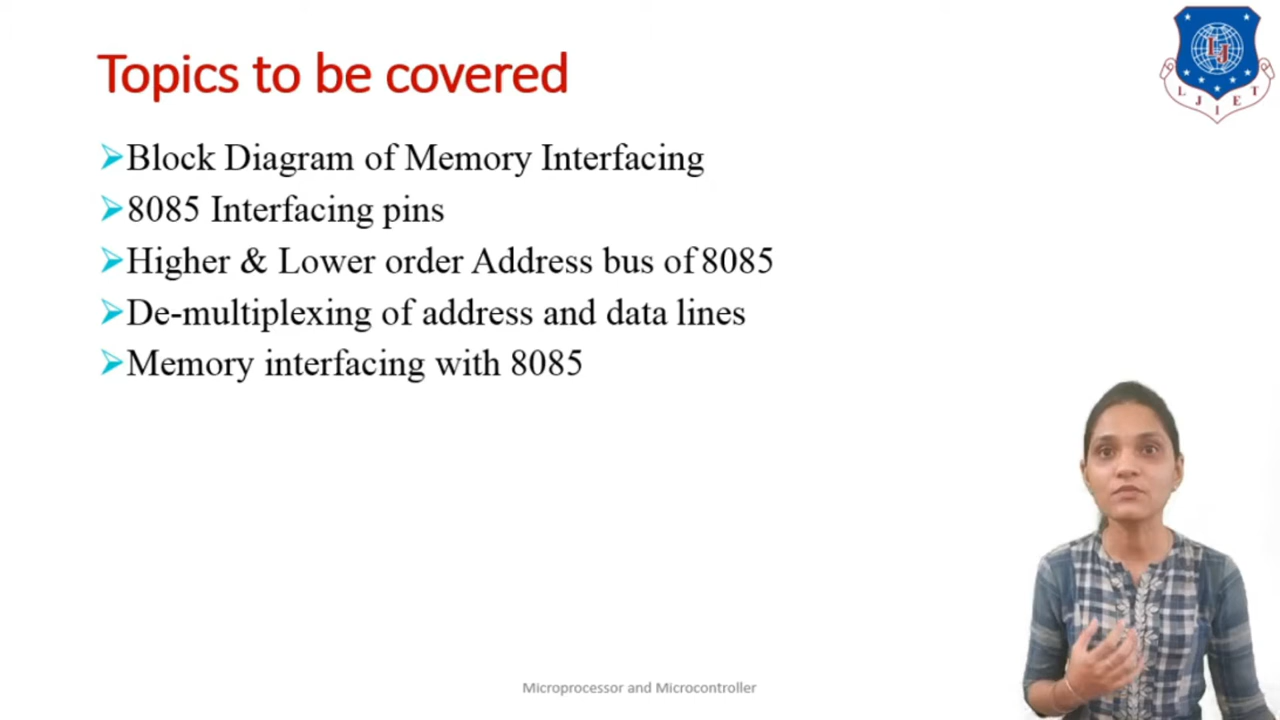 Topics to be covered
Block Diagram of Memory Interfacing
8085 Interfacing pins
Higher & Lower order Address bus of 8085
De-multiplexing of address and data lines
Memory interfacing with 8085
Microprocessor and Microcontroller
LJ
L J I E T